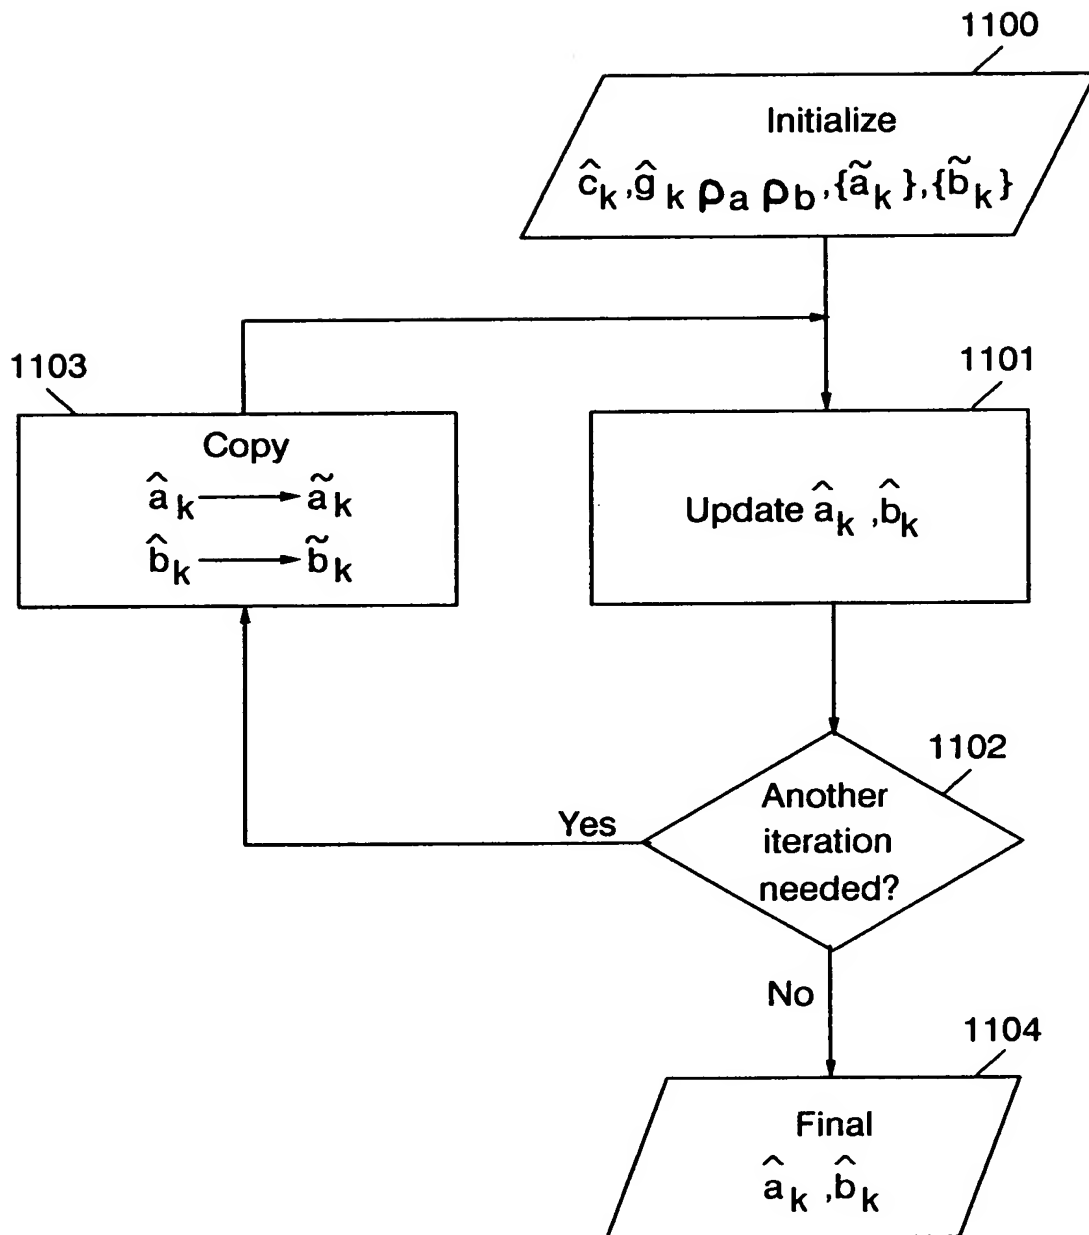 1100
Initialize
ĉk,ĝk ρa ρb,{ãk},{b̃k}
1103
1101
Copy
âk → ãk
b̂k → b̃k
Update âk ,b̂k
1102
Another
iteration
needed?
Yes
No
1104
Final
âk ,b̂k